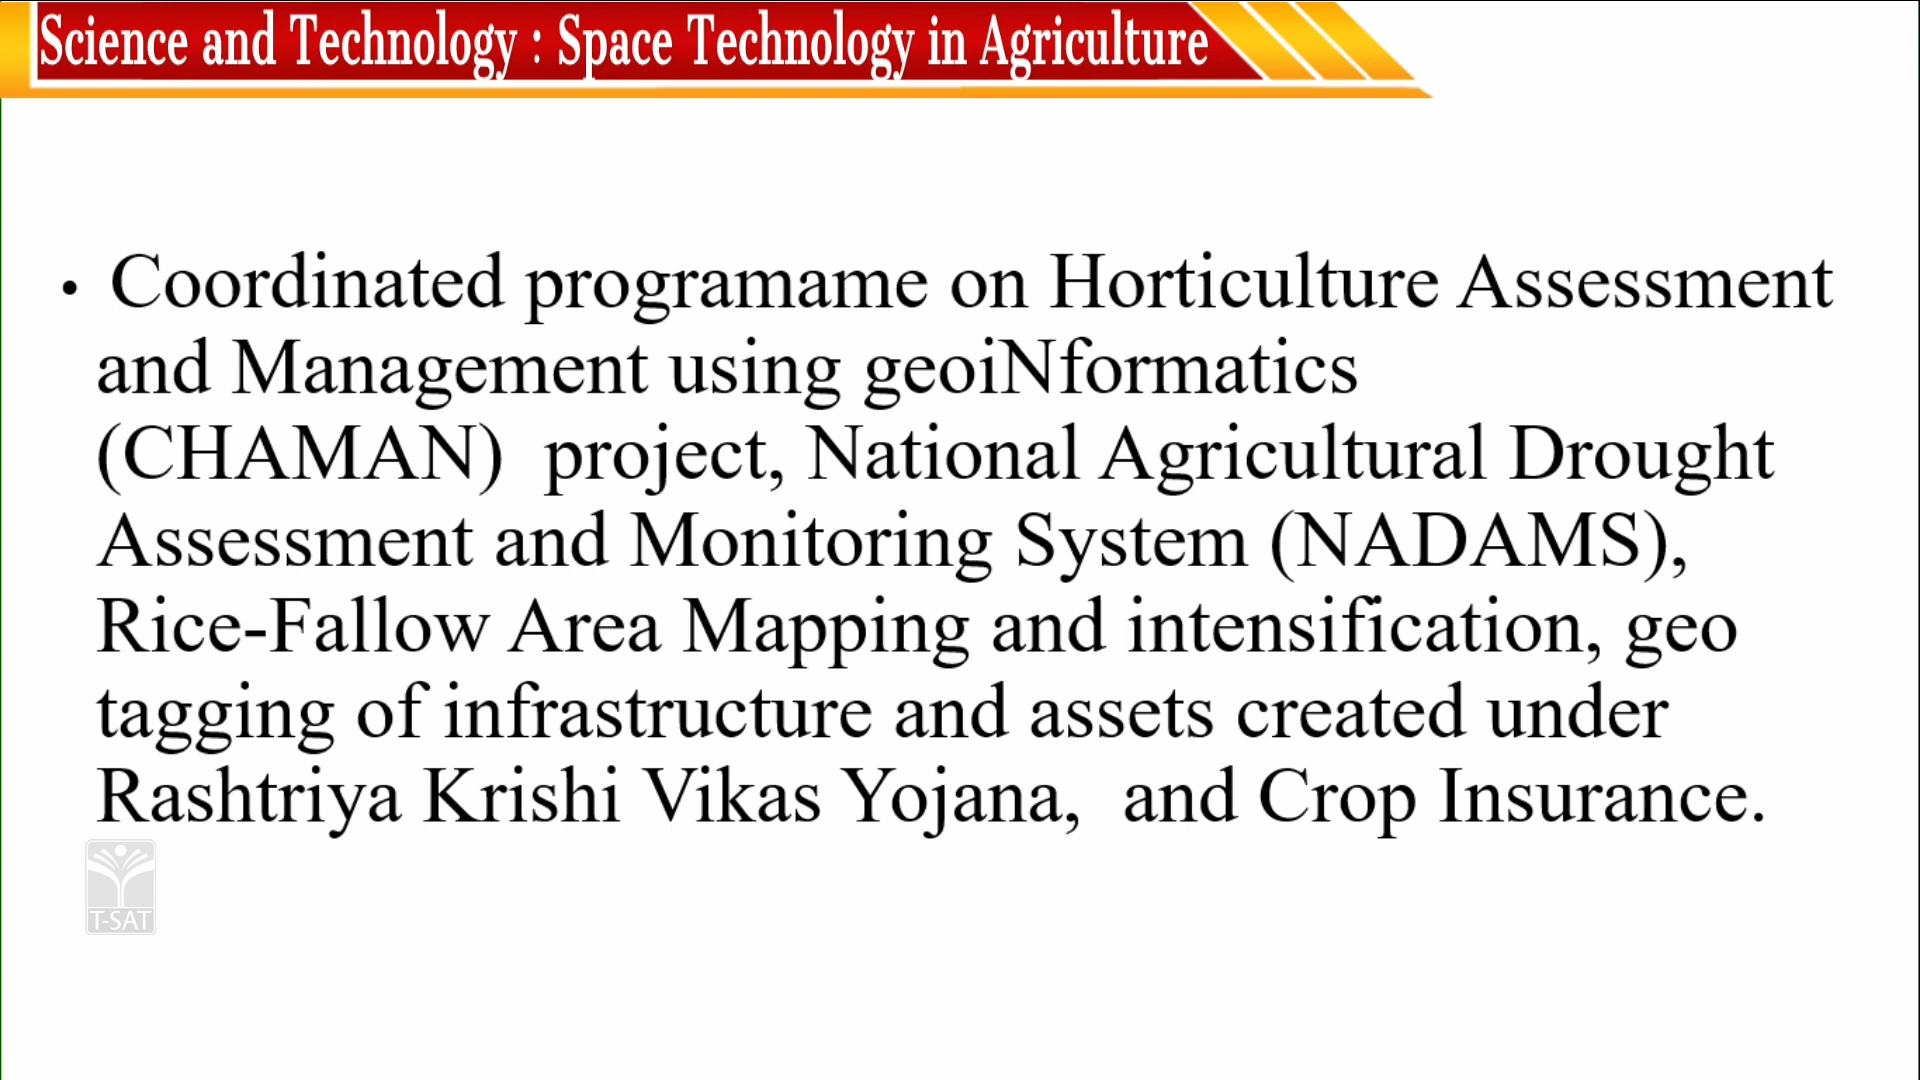 Science and Technology : Space Technology in Agriculture
• Coordinated programame on Horticulture Assessment
and Management using geoiNformatics
(CHAMAN) project, National Agricultural Drought
Assessment and Monitoring System (NADAMS),
Rice-Fallow Area Mapping and intensification, geo
tagging of infrastructure and assets created under
Rashtriya Krishi Vikas Yojana, and Crop Insurance.
T-SAT